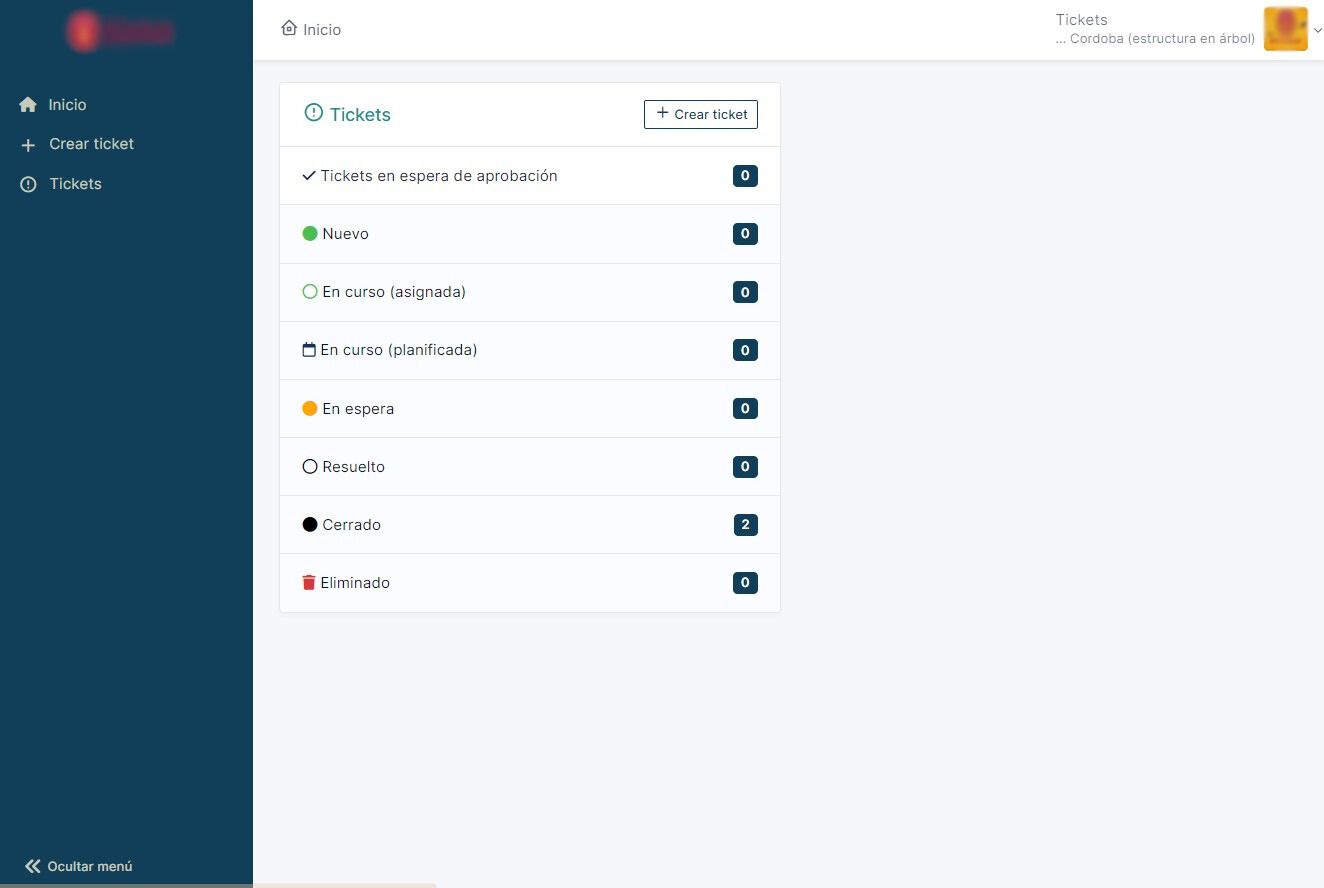 Inicio
Tickets
... Cordoba (estructura en árbol)
Inicio
Crear ticket
Tickets
Tickets
Crear ticket
Tickets en espera de aprobación 0
Nuevo 0
En curso (asignada) 0
En curso (planificada) 0
En espera 0
Resuelto 0
Cerrado 2
Eliminado 0
Ocultar menú